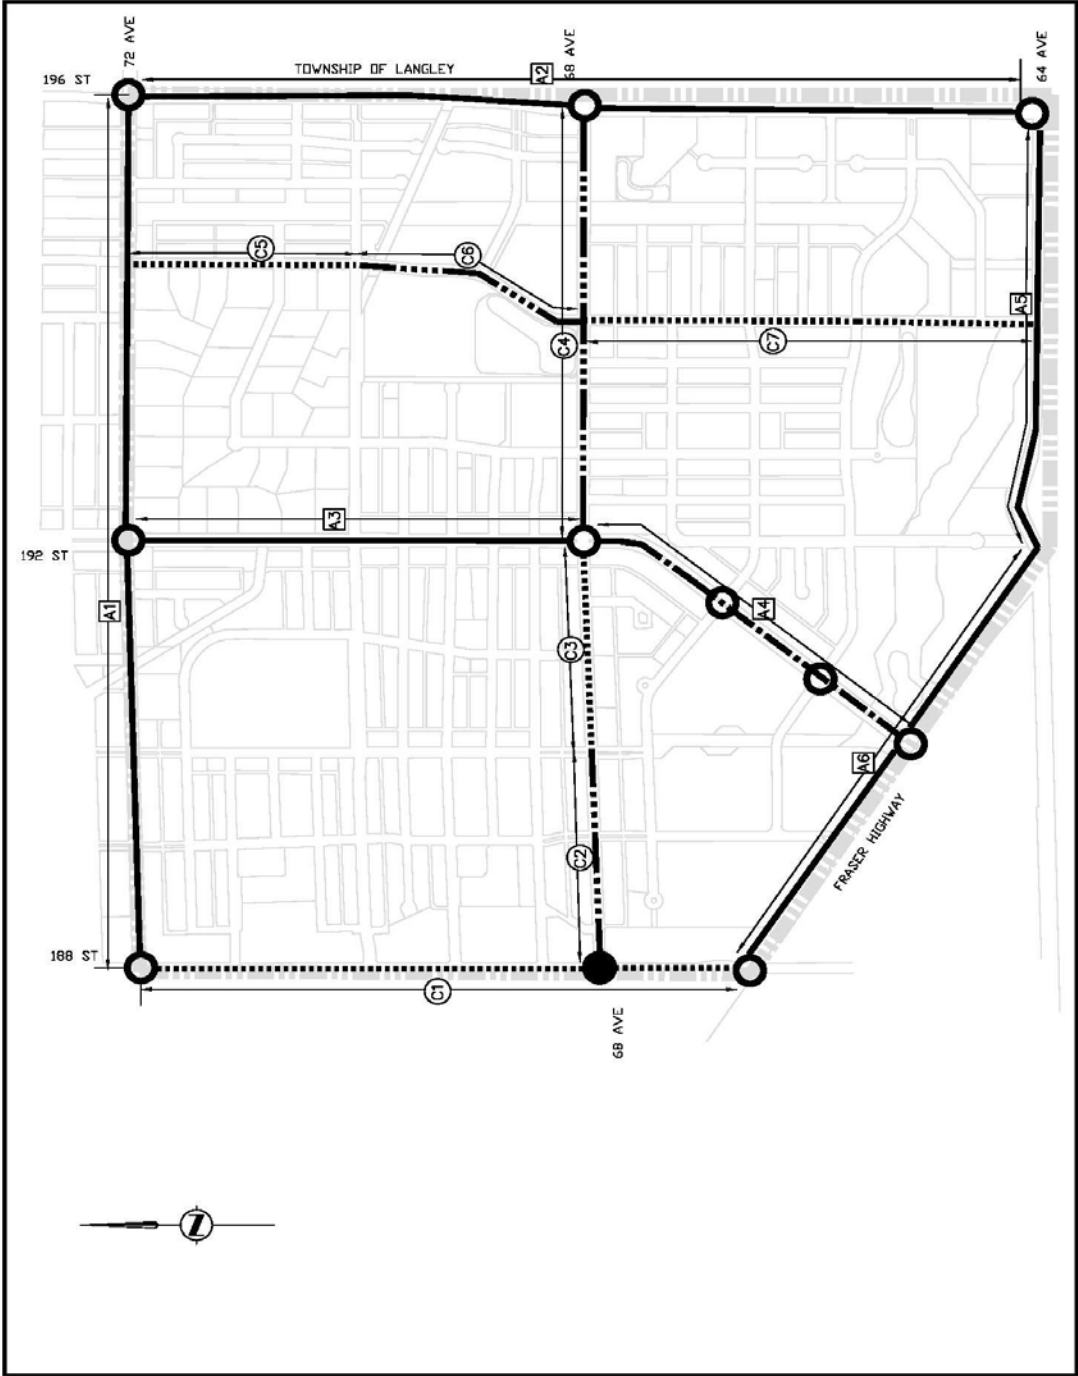 72 AVE
68 AVE
64 AVE
196 ST
TOWNSHIP OF LANGLEY
A2
C5
C6
A5
C4
C7
A3
192 ST
A1
A4
C3
A6
C2
FRASER HIGHWAY
188 ST
C1
68 AVE
Z